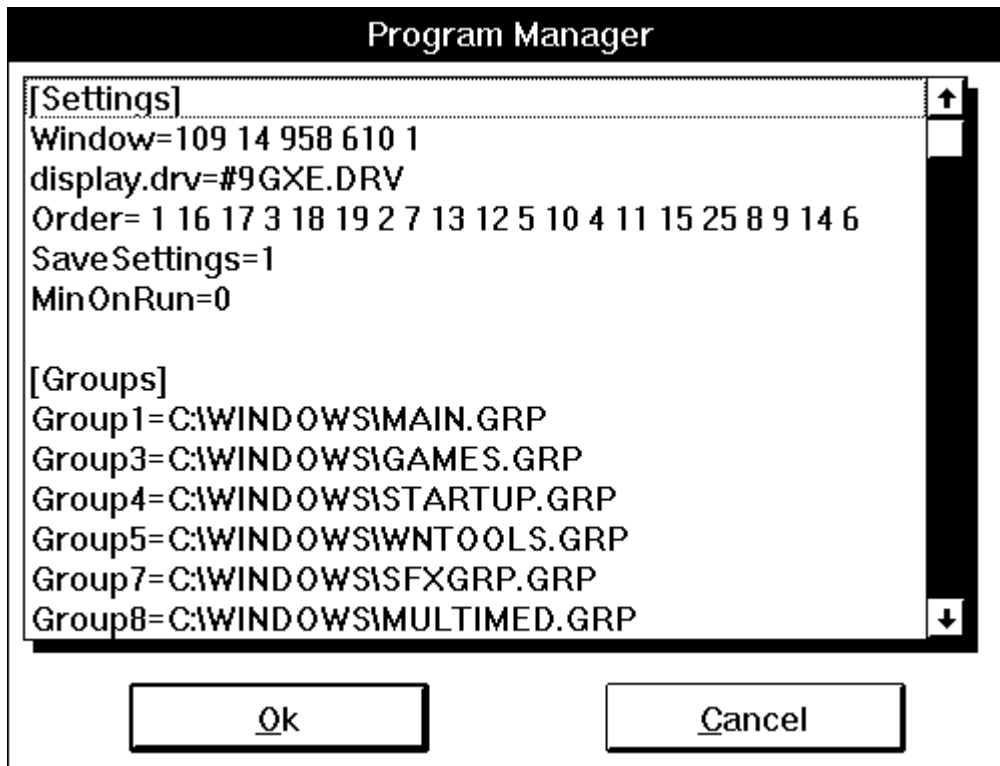 Program Manager
[Settings]
Window=109 14 958 610 1
display.drv=#9GXE.DRV
Order= 1 16 17 3 18 19 2 7 13 12 5 10 4 11 15 25 8 9 14 6
SaveSettings=1
MinOnRun=0
[Groups]
Group1=C:\WINDOWS\MAIN.GRP
Group3=C:\WINDOWS\GAMES.GRP
Group4=C:\WINDOWS\STARTUP.GRP
Group5=C:\WINDOWS\WNTOOLS.GRP
Group7=C:\WINDOWS\SFXGRP.GRP
Group8=C:\WINDOWS\MULTIMED.GRP
Ok Cancel